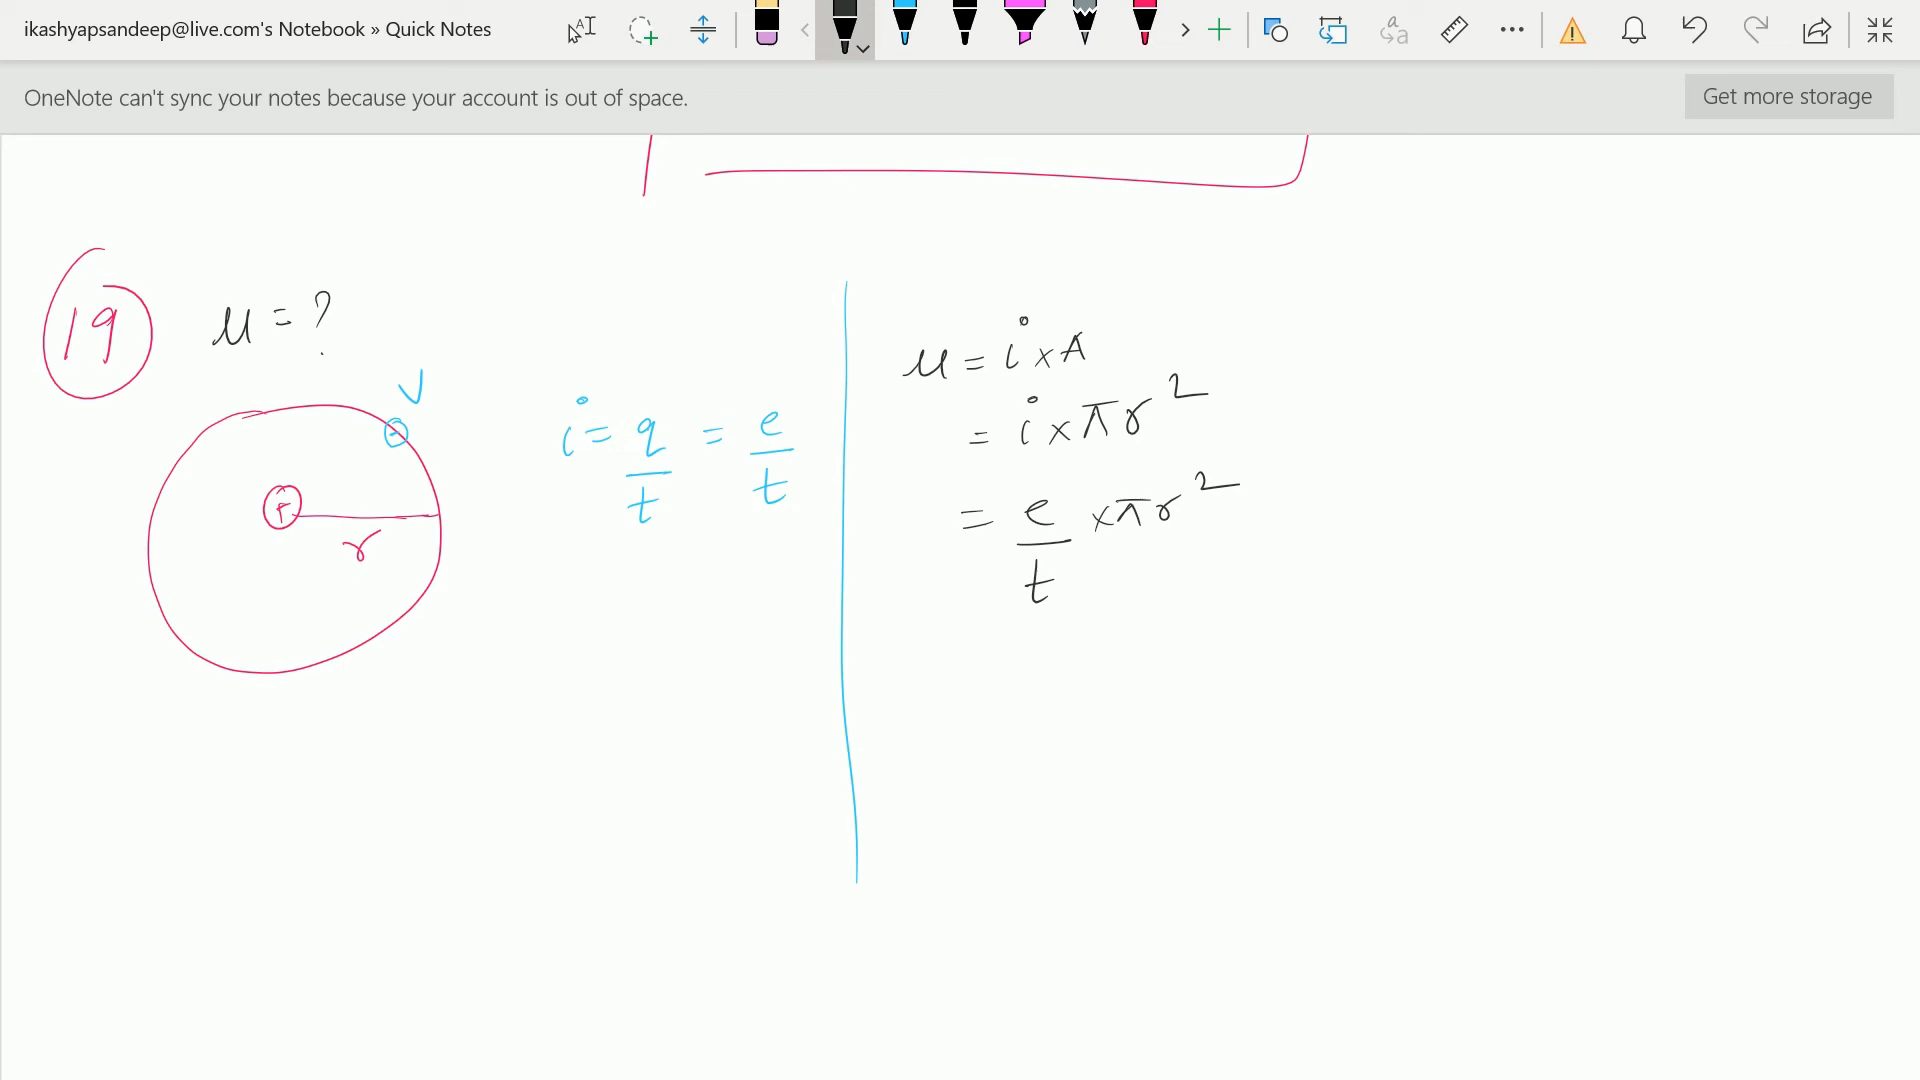 ikashyapsandeep@live.com's Notebook » Quick Notes
OneNote can't sync your notes because your account is out of space.
Get more storage
19
μ = ?
v
+
-
r
i = q/t = e/t
μ = i × A
= i × πr²
= e/t × πr²